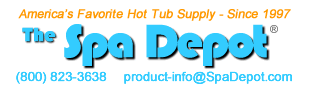 America's Favorite Hot Tub Supply - Since 1997
The Spa Depot®
(800) 823-3638 product-info@SpaDepot.com